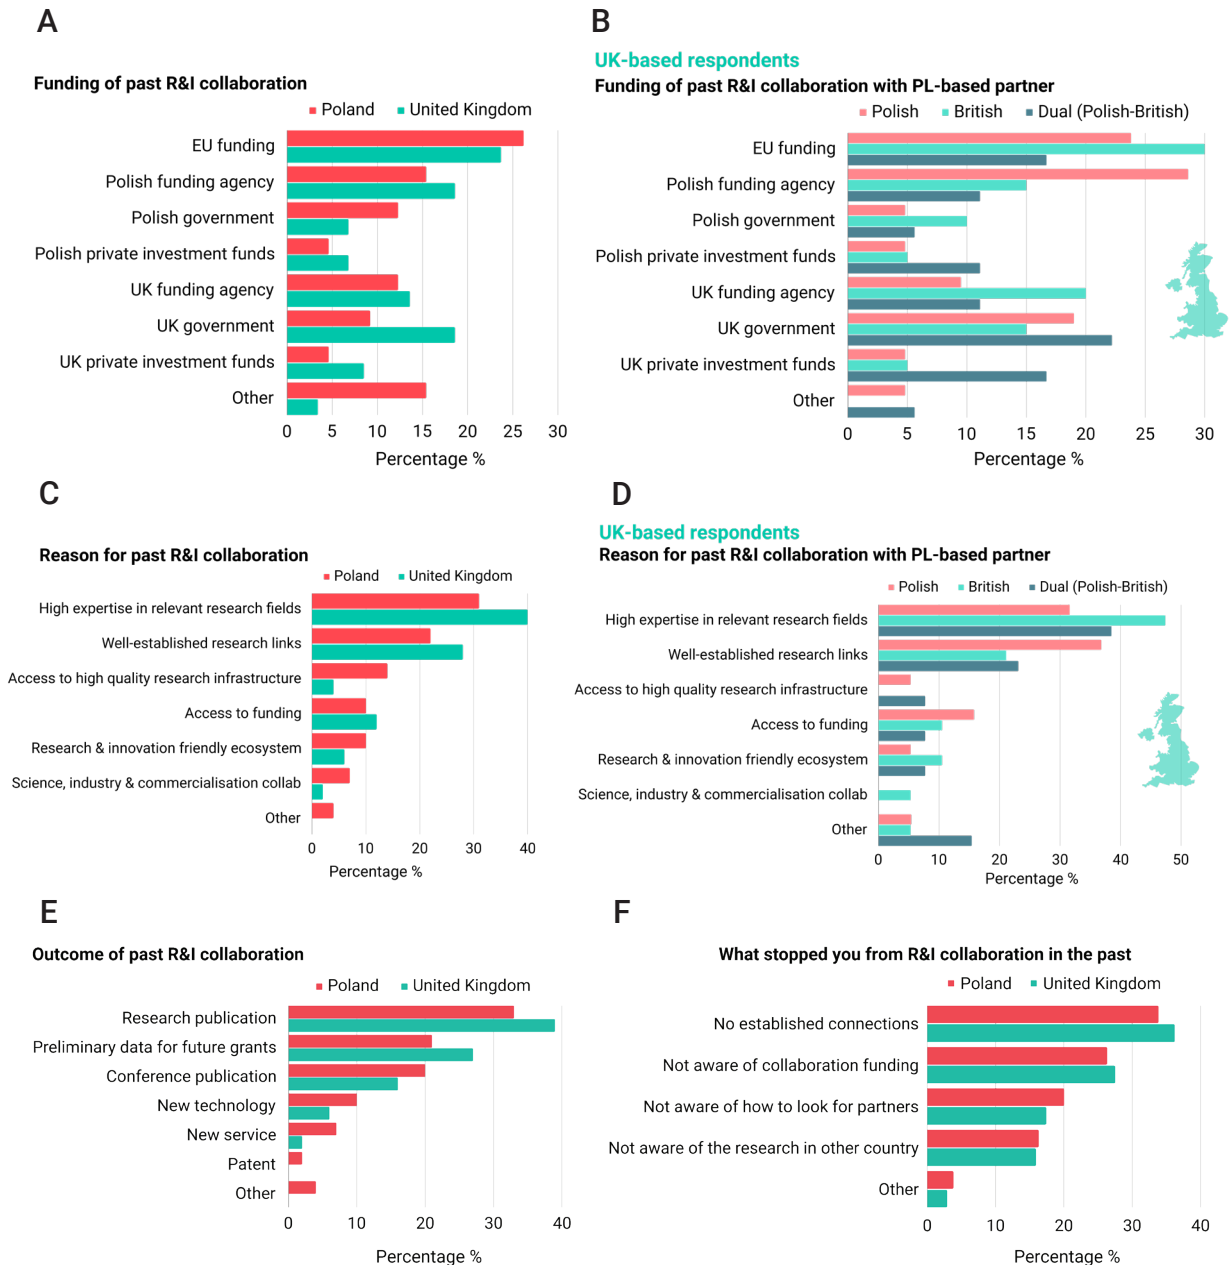 A
Funding of past R&I collaboration
Poland United Kingdom
EU funding
Polish funding agency
Polish government
Polish private investment funds
UK funding agency
UK government
UK private investment funds
Other
0 5 10 15 20 25 30
Percentage %
B
UK-based respondents
Funding of past R&I collaboration with PL-based partner
Polish British Dual (Polish-British)
EU funding
Polish funding agency
Polish government
Polish private investment funds
UK funding agency
UK government
UK private investment funds
Other
0 5 10 15 20 25 30
Percentage %
C
Reason for past R&I collaboration
Poland United Kingdom
High expertise in relevant research fields
Well-established research links
Access to high quality research infrastructure
Access to funding
Research & innovation friendly ecosystem
Science, industry & commercialisation collab
Other
0 10 20 30 40
Percentage %
D
UK-based respondents
Reason for past R&I collaboration with PL-based partner
Polish British Dual (Polish-British)
High expertise in relevant research fields
Well-established research links
Access to high quality research infrastructure
Access to funding
Research & innovation friendly ecosystem
Science, industry & commercialisation collab
Other
0 10 20 30 40 50
Percentage %
E
Outcome of past R&I collaboration
Poland United Kingdom
Research publication
Preliminary data for future grants
Conference publication
New technology
New service
Patent
Other
0 10 20 30 40
Percentage %
F
What stopped you from R&I collaboration in the past
Poland United Kingdom
No established connections
Not aware of collaboration funding
Not aware of how to look for partners
Not aware of the research in other country
Other
0 10 20 30 40
Percentage %